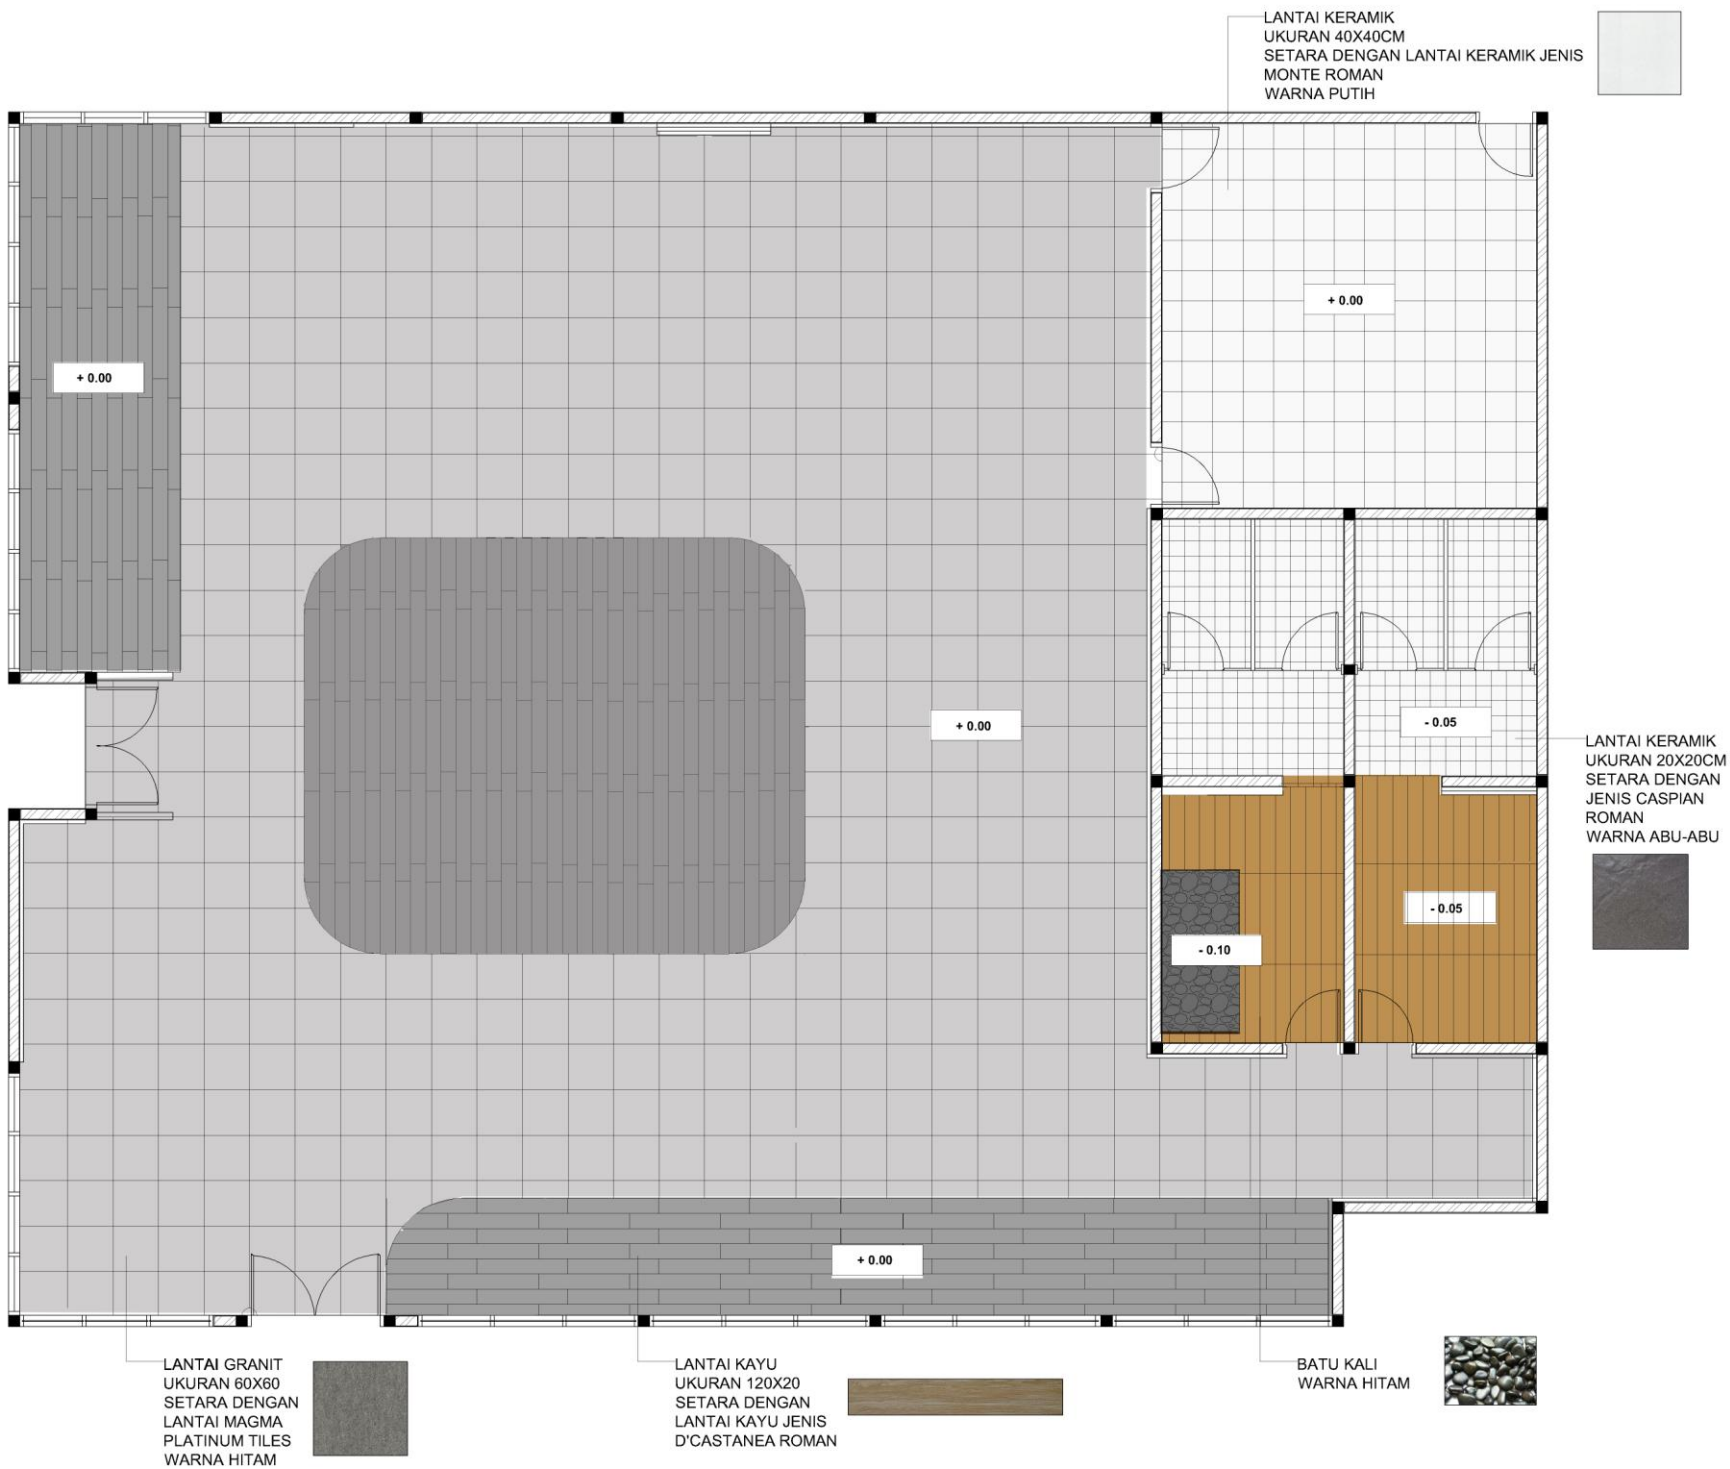 LANTAI KERAMIK
UKURAN 40X40CM
SETARA DENGAN LANTAI KERAMIK JENIS
MONTE ROMAN
WARNA PUTIH
+ 0.00
+ 0.00
+ 0.00
- 0.05
LANTAI KERAMIK
UKURAN 20X20CM
SETARA DENGAN
JENIS CASPIAN
ROMAN
WARNA ABU-ABU
- 0.05
- 0.10
+ 0.00
LANTAI GRANIT
UKURAN 60X60
SETARA DENGAN
LANTAI MAGMA
PLATINUM TILES
WARNA HITAM
LANTAI KAYU
UKURAN 120X20
SETARA DENGAN
LANTAI KAYU JENIS
D'CASTANEA ROMAN
BATU KALI
WARNA HITAM